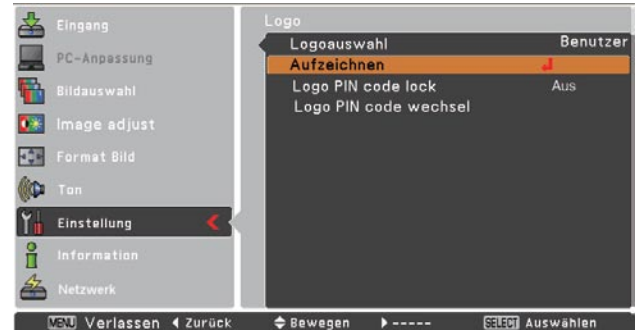 Eingang
PC-Anpassung
Bildauswahl
Image adjust
Format Bild
Ton
Einstellung
Information
Netzwerk
Logo
Logoauswahl Benutzer
Aufzeichnen
Logo PIN code lock Aus
Logo PIN code wechsel
MENU Verlassen Zurück Bewegen ----- SELECT Auswählen